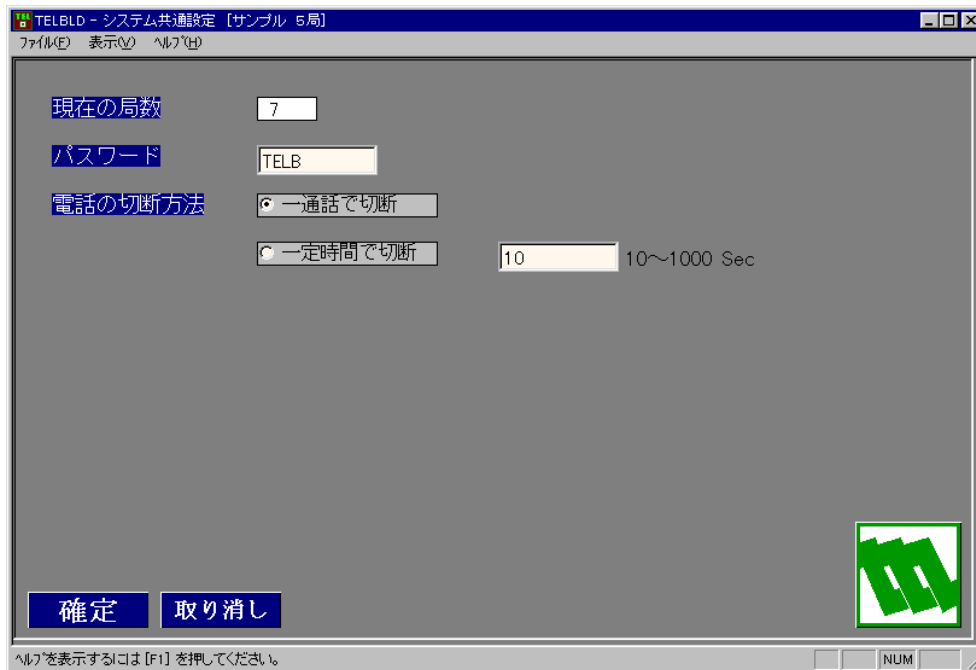 TELBLD - システム共通設定 [サンプル 5局]
ファイル(F) 表示(V) ヘルプ(H)
現在の局数 7
パスワード TELB
電話の切断方法 一通話で切断
一定時間で切断 10 10～1000 Sec
確定 取り消し
ヘルプを表示するには [F1] を押してください。 NUM